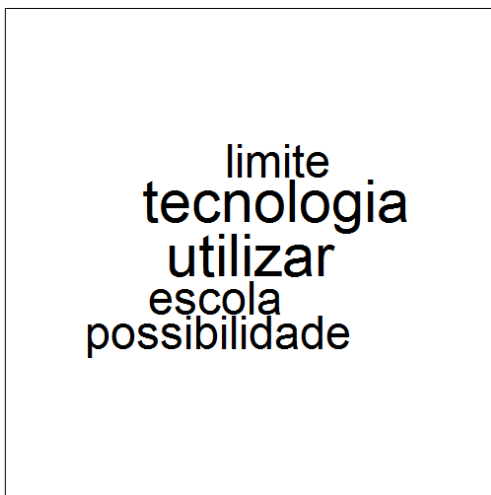 limite
tecnologia
utilizar
escola
possibilidade